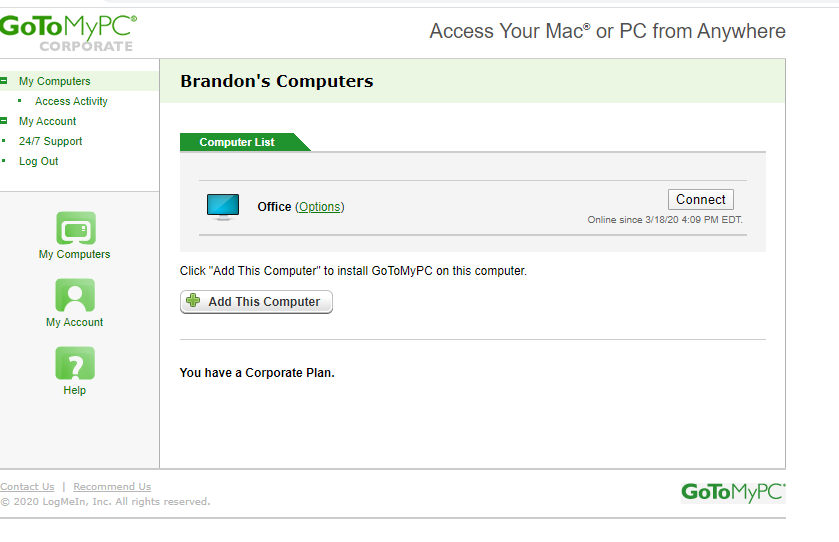 GoToMyPC®
CORPORATE
Access Your Mac® or PC from Anywhere
My Computers
Access Activity
My Account
24/7 Support
Log Out
My Computers
My Account
Help
Brandon's Computers
Computer List
Office (Options)
Connect
Online since 3/18/20 4:09 PM EDT.
Click "Add This Computer" to install GoToMyPC on this computer.
Add This Computer
You have a Corporate Plan.
Contact Us | Recommend Us
© 2020 LogMeIn, Inc. All rights reserved.
GoToMyPC®